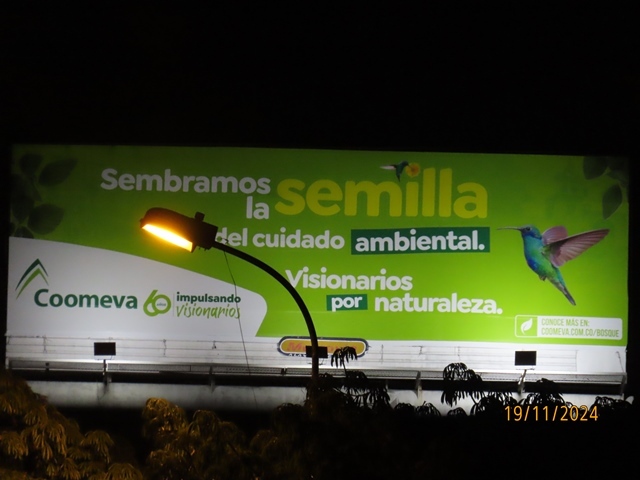 Sembramos
la semilla
del cuidado ambiental.
Visionarios
por naturaleza.
Coomeva 60 impulsando
visionarios
CONOCE MÁS EN:
COOMEVA.COM.CO/BOSQUE
19/11/2024